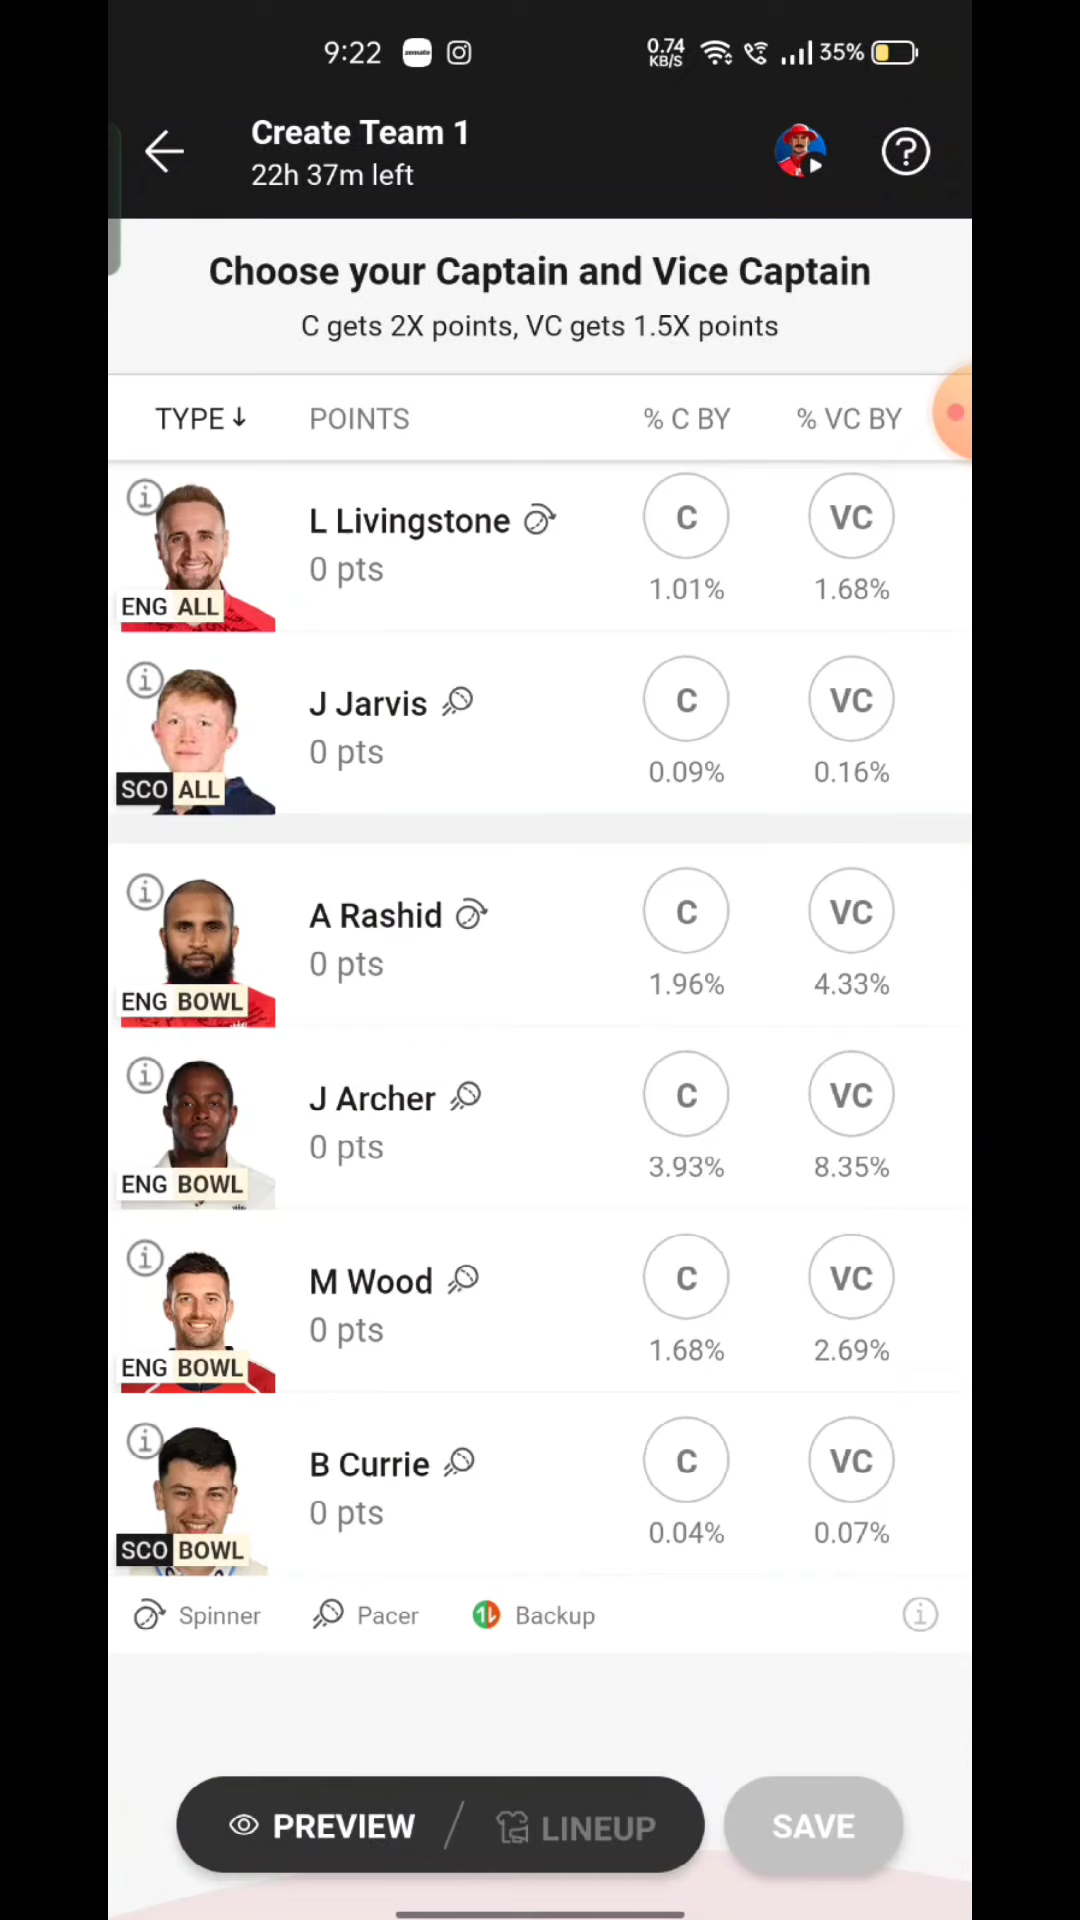 9:22 zomato 0.74 KB/S 35%
Create Team 1
22h 37m left
Choose your Captain and Vice Captain
C gets 2X points, VC gets 1.5X points
TYPE↓ POINTS % C BY % VC BY
L Livingstone C VC
0 pts 1.01% 1.68%
ENG ALL
J Jarvis C VC
0 pts 0.09% 0.16%
SCO ALL
A Rashid C VC
0 pts 1.96% 4.33%
ENG BOWL
J Archer C VC
0 pts 3.93% 8.35%
ENG BOWL
M Wood C VC
0 pts 1.68% 2.69%
ENG BOWL
B Currie C VC
0 pts 0.04% 0.07%
SCO BOWL
Spinner Pacer Backup
PREVIEW / LINEUP SAVE